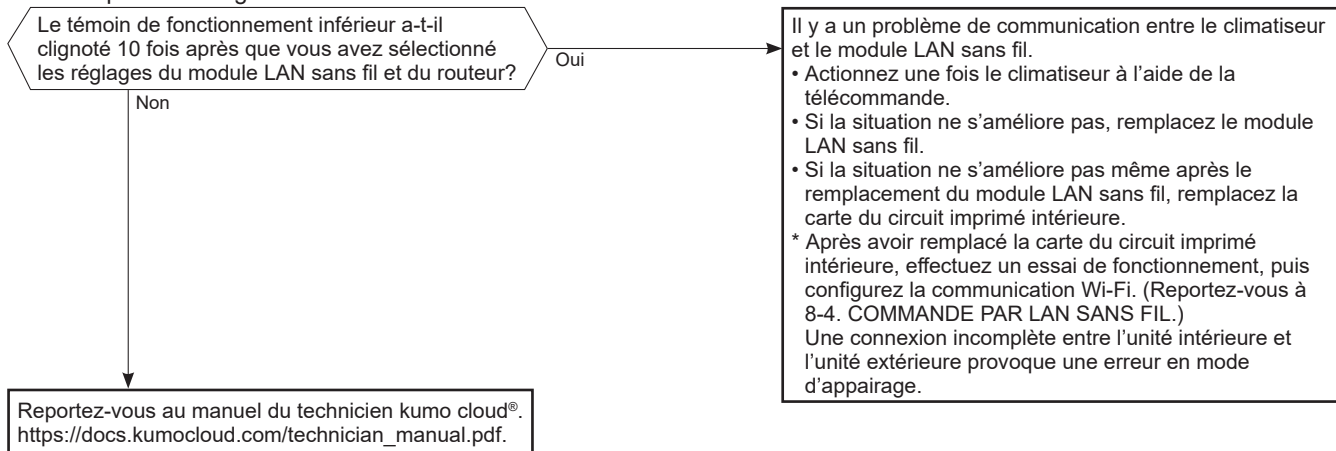 Le témoin de fonctionnement inférieur a-t-il
clignoté 10 fois après que vous avez sélectionné
les réglages du module LAN sans fil et du routeur?
Oui
Non
Il y a un problème de communication entre le climatiseur
et le module LAN sans fil.
• Actionnez une fois le climatiseur à l'aide de la
télécommande.
• Si la situation ne s'améliore pas, remplacez le module
LAN sans fil.
• Si la situation ne s'améliore pas même après le
remplacement du module LAN sans fil, remplacez la
carte du circuit imprimé intérieure.
* Après avoir remplacé la carte du circuit imprimé
intérieure, effectuez un essai de fonctionnement, puis
configurez la communication Wi-Fi. (Reportez-vous à
8-4. COMMANDE PAR LAN SANS FIL.)
Une connexion incomplète entre l'unité intérieure et
l'unité extérieure provoque une erreur en mode
d'appairage.
Reportez-vous au manuel du technicien kumo cloud®.
https://docs.kumocloud.com/technician_manual.pdf.